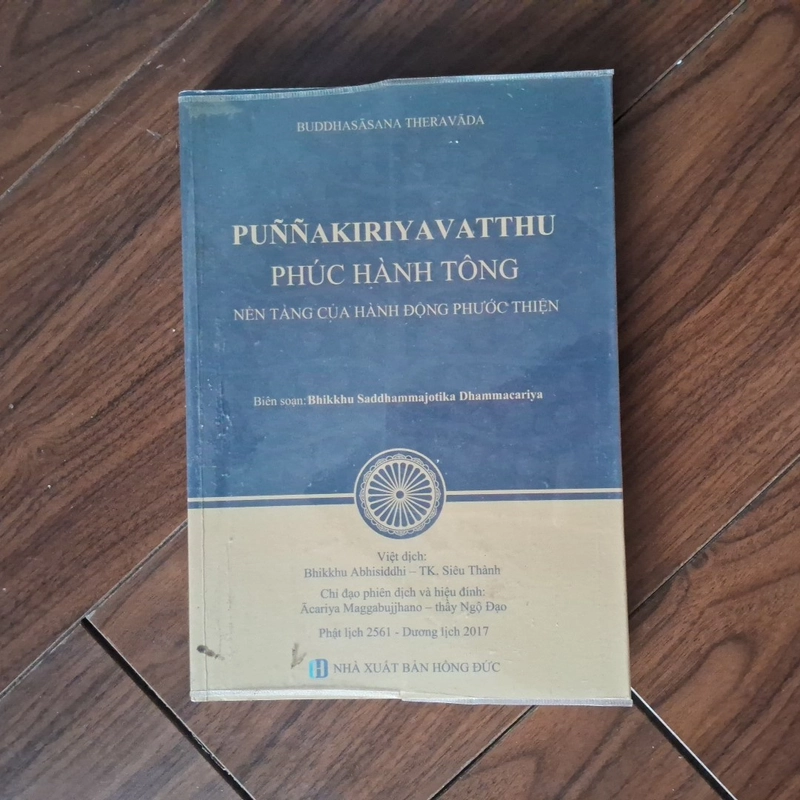 BUDDHASĀSANA THERAVĀDA
PUÑÑAKIRIYAVATTHU
PHÚC HÀNH TÔNG
NỀN TẢNG CỦA HÀNH ĐỘNG PHƯỚC THIỆN
Biên soạn: Bhikkhu Saddhammajotika Dhammacariya
Việt dịch:
Bhikkhu Abhisiddhi – TK. Siêu Thành
Chỉ đạo phiên dịch và hiệu đính:
Ācariya Maggabujjhano – thầy Ngộ Đạo
Phật lịch 2561 - Dương lịch 2017
NHÀ XUẤT BẢN HỒNG ĐỨC